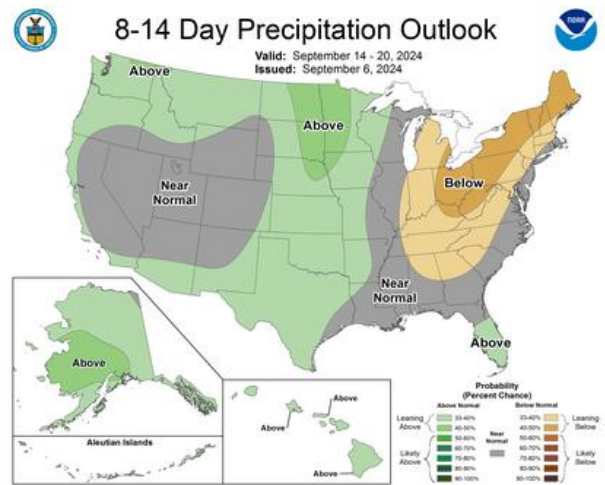 8-14 Day Precipitation Outlook
Valid: September 14 - 20, 2024
Issued: September 6, 2024
NOAA
Above
Above
Near
Normal
Below
Near
Normal
Above
Above
Aleutian Islands
Above
Above
Above
Probability
(Percent Chance)
Above Normal
Below Normal
Leaning
Above
33-40%
40-50%
Likely
Above
50-60%
60-70%
70-80%
80-90%
90-100%
Near
Normal
33-40%
40-50%
Leaning
Below
50-60%
60-70%
70-80%
80-90%
90-100%
Likely
Below